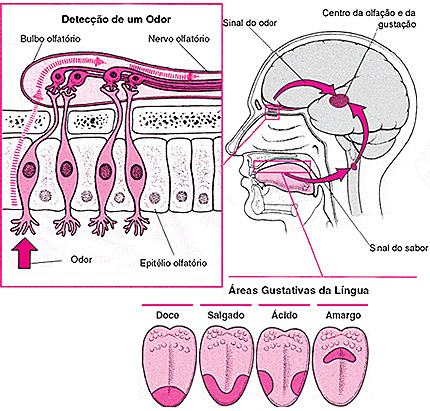 Detecção de um Odor
Bulbo olfatório
Nervo olfatório
Epitélio olfatório
Odor
Sinal do odor
Centro da olfação e da
gustação
Sinal do sabor
Áreas Gustativas da Língua
Doce
Salgado
Ácido
Amargo